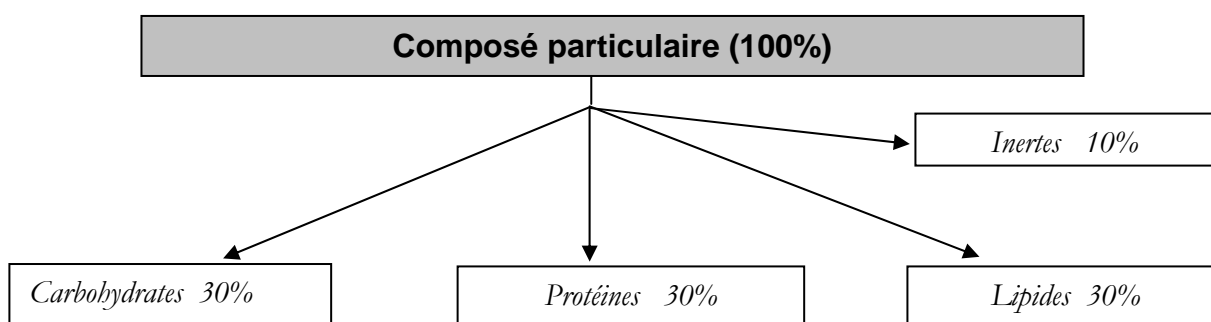 Composé particulaire (100%)
Inertes 10%
Carbohydrates 30%
Protéines 30%
Lipides 30%